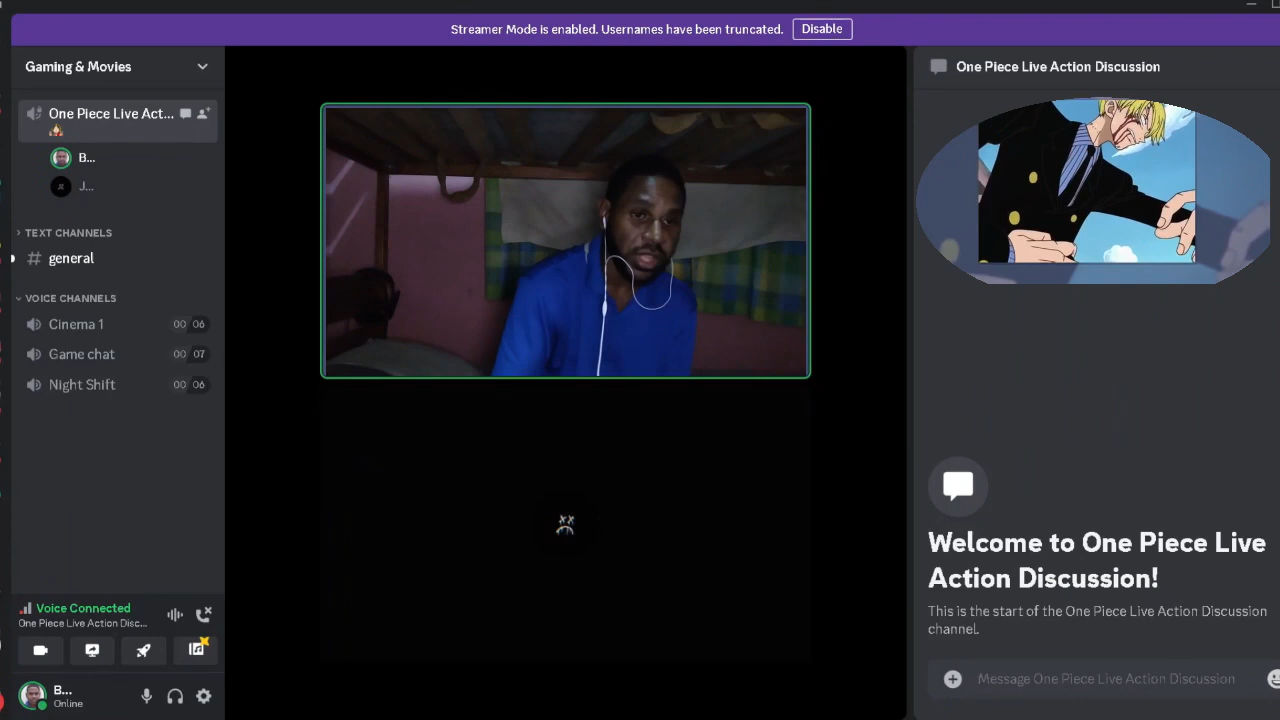 Streamer Mode is enabled. Usernames have been truncated.
Disable
Gaming & Movies
One Piece Live Act...
B...
J...
TEXT CHANNELS
general
VOICE CHANNELS
Cinema 1 00 06
Game chat 00 07
Night Shift 00 06
Voice Connected
One Piece Live Action Disc...
B...
Online
One Piece Live Action Discussion
Welcome to One Piece Live
Action Discussion!
This is the start of the One Piece Live Action Discussion
channel.
Message One Piece Live Action Discussion